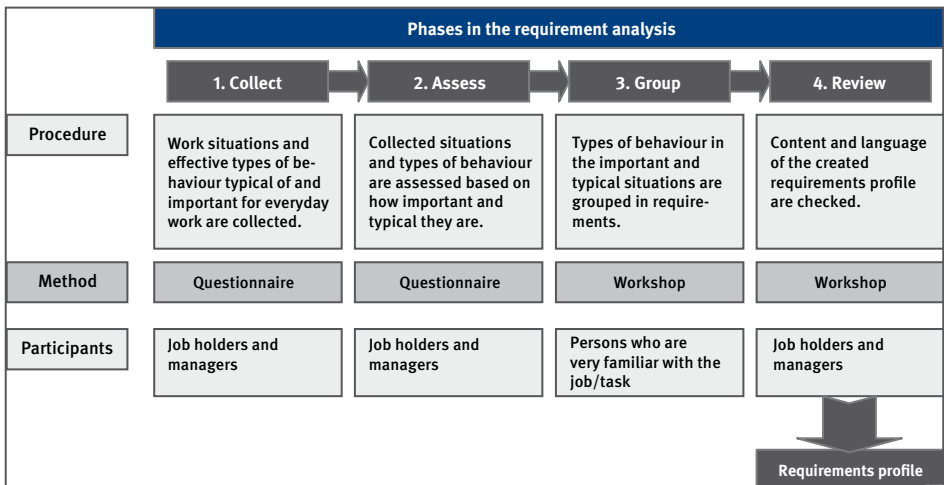 Phases in the requirement analysis
1. Collect
2. Assess
3. Group
4. Review
Procedure
Work situations and
effective types of be-
haviour typical of and
important for everyday
work are collected.
Collected situations
and types of behaviour
are assessed based on
how important and
typical they are.
Types of behaviour in
the important and
typical situations are
grouped in require-
ments.
Content and language
of the created
requirements profile
are checked.
Method
Questionnaire
Questionnaire
Workshop
Workshop
Participants
Job holders and
managers
Job holders and
managers
Persons who are
very familiar with the
job/task
Job holders and
managers
Requirements profile